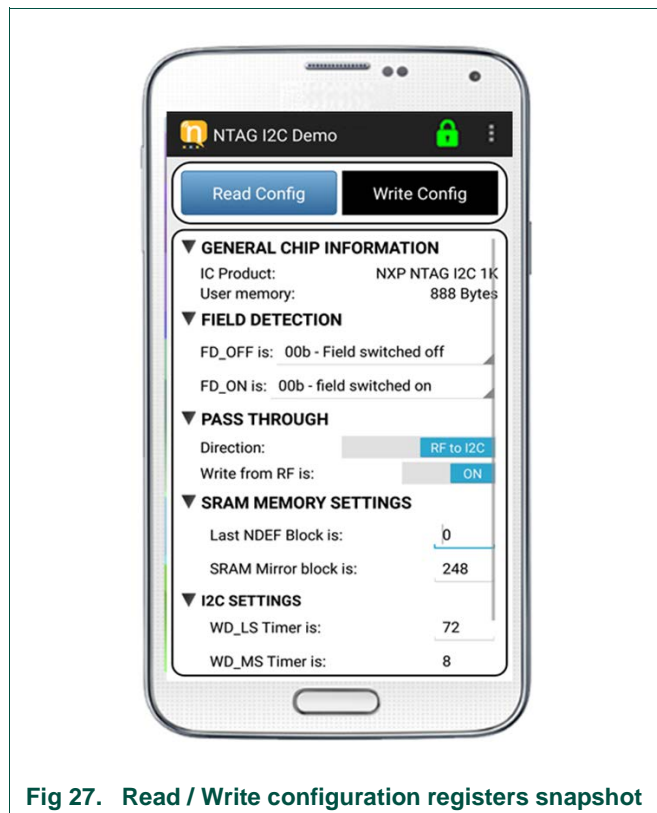 NTAG I2C Demo
Read Config Write Config
GENERAL CHIP INFORMATION
IC Product: NXP NTAG I2C 1K
User memory: 888 Bytes
FIELD DETECTION
FD_OFF is: 00b - Field switched off
FD_ON is: 00b - field switched on
PASS THROUGH
Direction: RF to I2C
Write from RF is: ON
SRAM MEMORY SETTINGS
Last NDEF Block is: 0
SRAM Mirror block is: 248
I2C SETTINGS
WD_LS Timer is: 72
WD_MS Timer is: 8
Fig 27. Read / Write configuration registers snapshot